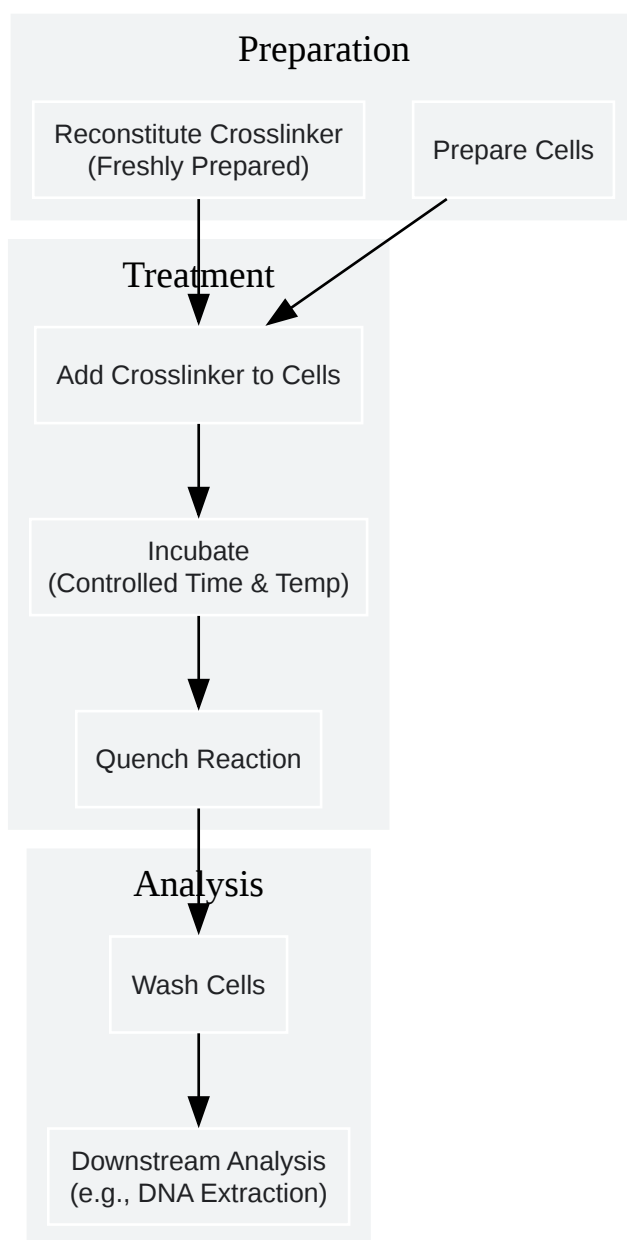 Preparation
Reconstitute Crosslinker
(Freshly Prepared)
Prepare Cells
Treatment
Add Crosslinker to Cells
Incubate
(Controlled Time & Temp)
Quench Reaction
Analysis
Wash Cells
Downstream Analysis
(e.g., DNA Extraction)